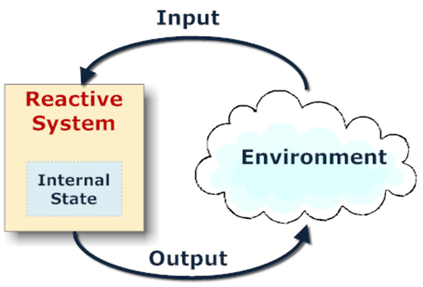 Input
Reactive
System
Environment
Internal
State
Output